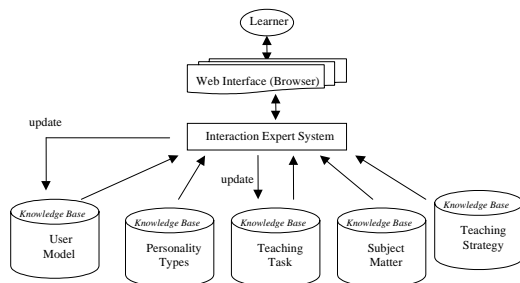 Learner
Web Interface (Browser)
update
Interaction Expert System
update
Knowledge Base
User
Model
Knowledge Base
Personality
Types
Knowledge Base
Teaching
Task
Knowledge Base
Subject
Matter
Knowledge Base
Teaching
Strategy